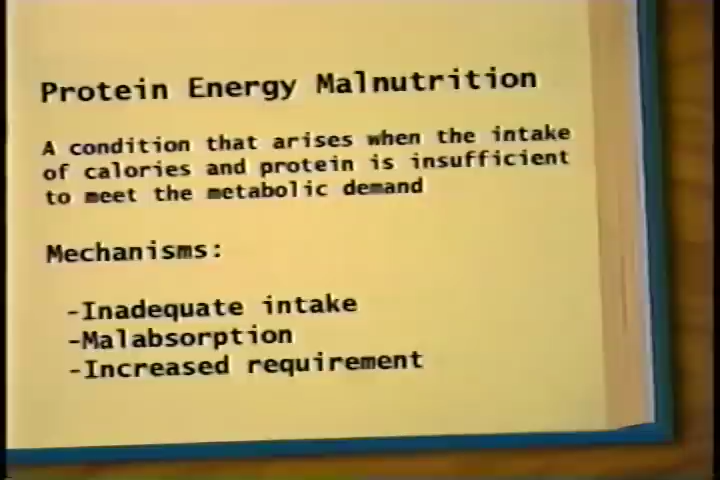 Protein Energy Malnutrition
A condition that arises when the intake
of calories and protein is insufficient
to meet the metabolic demand
Mechanisms:
-Inadequate intake
-Malabsorption
-Increased requirement